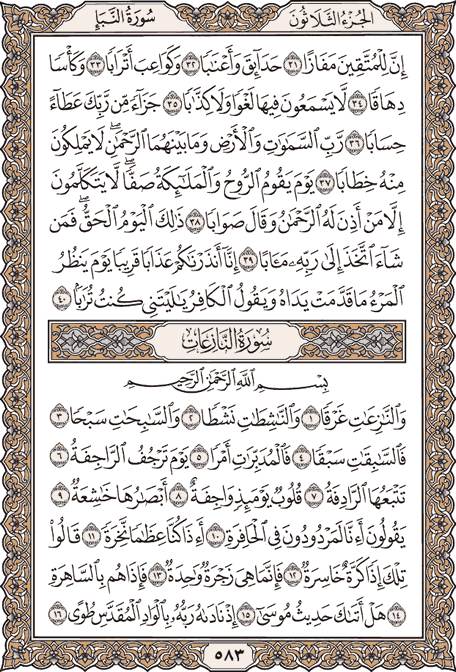 الجزء الثلاثون
سورة النبإ
إِنَّ لِلْمُتَّقِينَ مَفَازًا ٣١ حَدَآئِقَ وَأَعْنَٰبًا ٣٢ وَكَوَاعِبَ أَتْرَابًا ٣٣ وَكَأْسًا
دِهَاقًا ٣٤ لَّا يَسْمَعُونَ فِيهَا لَغْوًا وَلَا كِذَّٰبًا ٣٥ جَزَآءً مِّن رَّبِّكَ عَطَآءً
حِسَابًا ٣٦ رَّبِّ ٱلسَّمَٰوَٰتِ وَٱلْأَرْضِ وَمَا بَيْنَهُمَا ٱلرَّحْمَٰنِ ۖ لَا يَمْلِكُونَ
مِنْهُ خِطَابًا ٣٧ يَوْمَ يَقُومُ ٱلرُّوحُ وَٱلْمَلَٰٓئِكَةُ صَفًّا ۖ لَّا يَتَكَلَّمُونَ
إِلَّا مَنْ أَذِنَ لَهُ ٱلرَّحْمَٰنُ وَقَالَ صَوَابًا ٣٨ ذَٰلِكَ ٱلْيَوْمُ ٱلْحَقُّ ۖ فَمَن
شَآءَ ٱتَّخَذَ إِلَىٰ رَبِّهِۦ مَـَٔابًا ٣٩ إِنَّآ أَنذَرْنَٰكُمْ عَذَابًا قَرِيبًا يَوْمَ يَنظُرُ
ٱلْمَرْءُ مَا قَدَّمَتْ يَدَاهُ وَيَقُولُ ٱلْكَافِرُ يَٰلَيْتَنِى كُنتُ تُرَٰبًۢا ٤٠
سورة النازعات
بِسْمِ ٱللَّهِ ٱلرَّحْمَٰنِ ٱلرَّحِيمِ
وَٱلنَّٰزِعَٰتِ غَرْقًا ١ وَٱلنَّٰشِطَٰتِ نَشْطًا ٢ وَٱلسَّٰبِحَٰتِ سَبْحًا ٣
فَٱلسَّٰبِقَٰتِ سَبْقًا ٤ فَٱلْمُدَبِّرَٰتِ أَمْرًا ٥ يَوْمَ تَرْجُفُ ٱلرَّاجِفَةُ ٦
تَتْبَعُهَا ٱلرَّادِفَةُ ٧ قُلُوبٌ يَوْمَئِذٍ وَاجِفَةٌ ٨ أَبْصَٰرُهَا خَٰشِعَةٌ ٩
يَقُولُونَ أَءِنَّا لَمَرْدُودُونَ فِى ٱلْحَافِرَةِ ١٠ أَءِذَا كُنَّا عِظَٰمًا نَّخِرَةً ١١ قَالُوا۟
تِلْكَ إِذًا كَرَّةٌ خَاسِرَةٌ ١٢ فَإِنَّمَا هِىَ زَجْرَةٌ وَٰحِدَةٌ ١٣ فَإِذَا هُم بِٱلسَّاهِرَةِ
١٤ هَلْ أَتَىٰكَ حَدِيثُ مُوسَىٰٓ ١٥ إِذْ نَادَىٰهُ رَبُّهُۥ بِٱلْوَادِ ٱلْمُقَدَّسِ طُوًى ١٦
٥٨٣